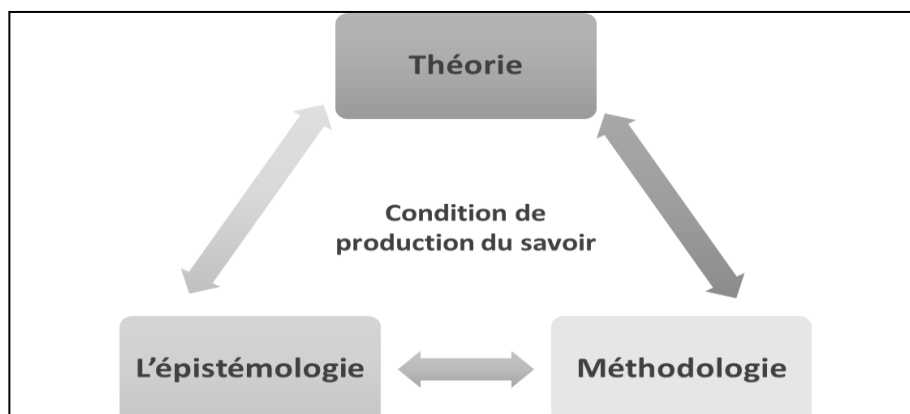 Théorie
Condition de
production du savoir
L’épistémologie
Méthodologie